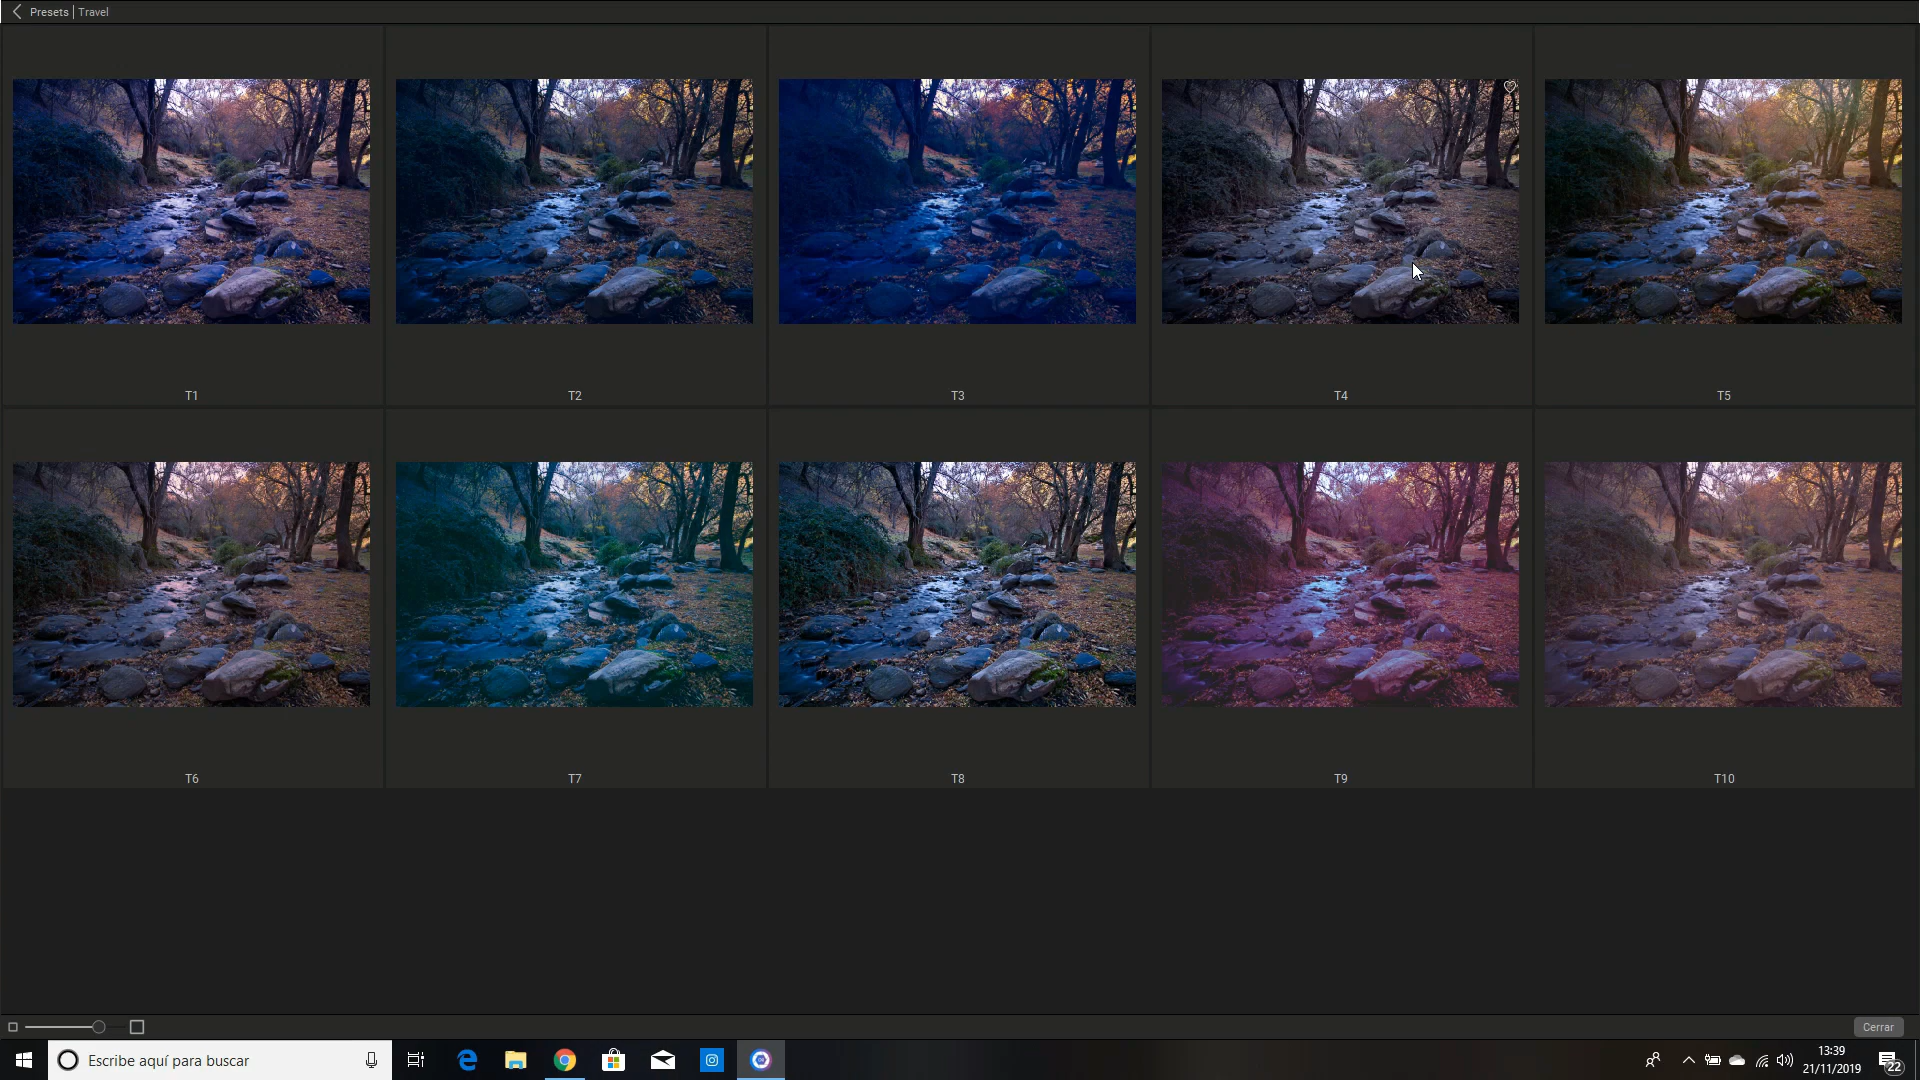 Presets | Travel
T1 T2 T3 T4 T5
T6 T7 T8 T9 T10
Cerrar
Escribe aquí para buscar
13:39
21/11/2019
22